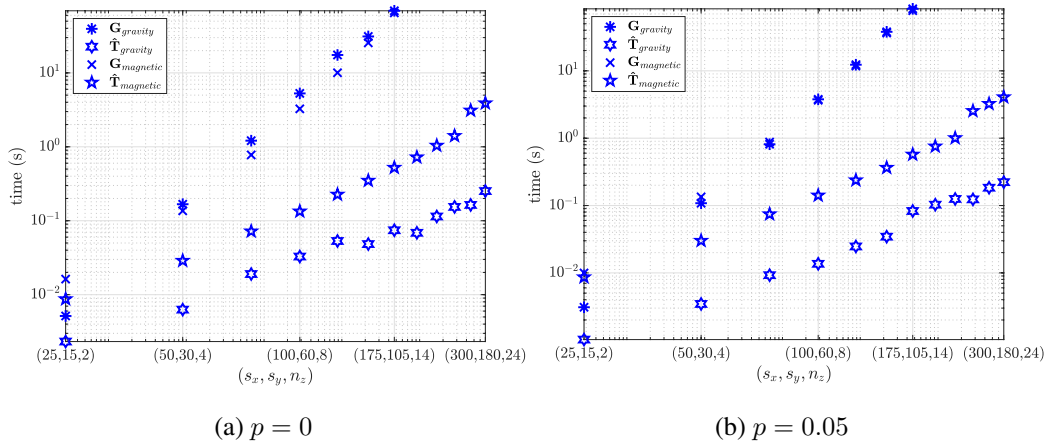 G_gravity
T̂_gravity
G_magnetic
T̂_magnetic
10^1
10^0
10^-1
10^-2
time (s)
(25,15,2) (50,30,4) (100,60,8) (175,105,14) (300,180,24)
(s_x, s_y, n_z)
(a) p = 0
G_gravity
T̂_gravity
G_magnetic
T̂_magnetic
10^1
10^0
10^-1
10^-2
time (s)
(25,15,2) (50,30,4) (100,60,8) (175,105,14) (300,180,24)
(s_x, s_y, n_z)
(b) p = 0.05